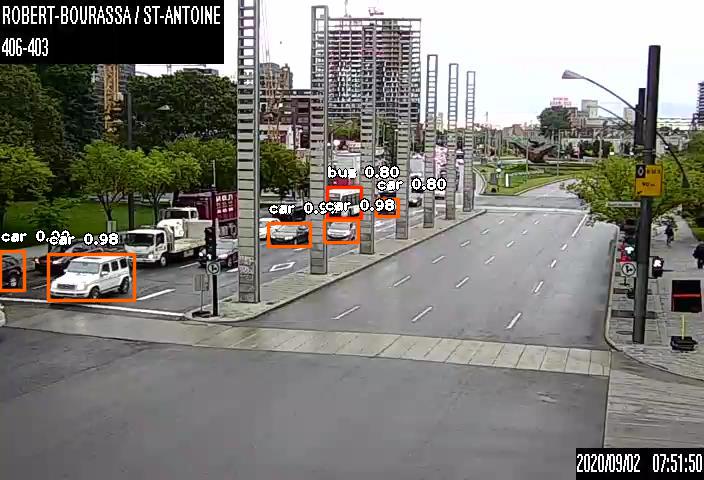 ROBERT-BOURASSA / ST-ANTOINE
406-403
bus 0.80
car 0.80
car 0.98
car 0.98
2020/09/02 07:51:50